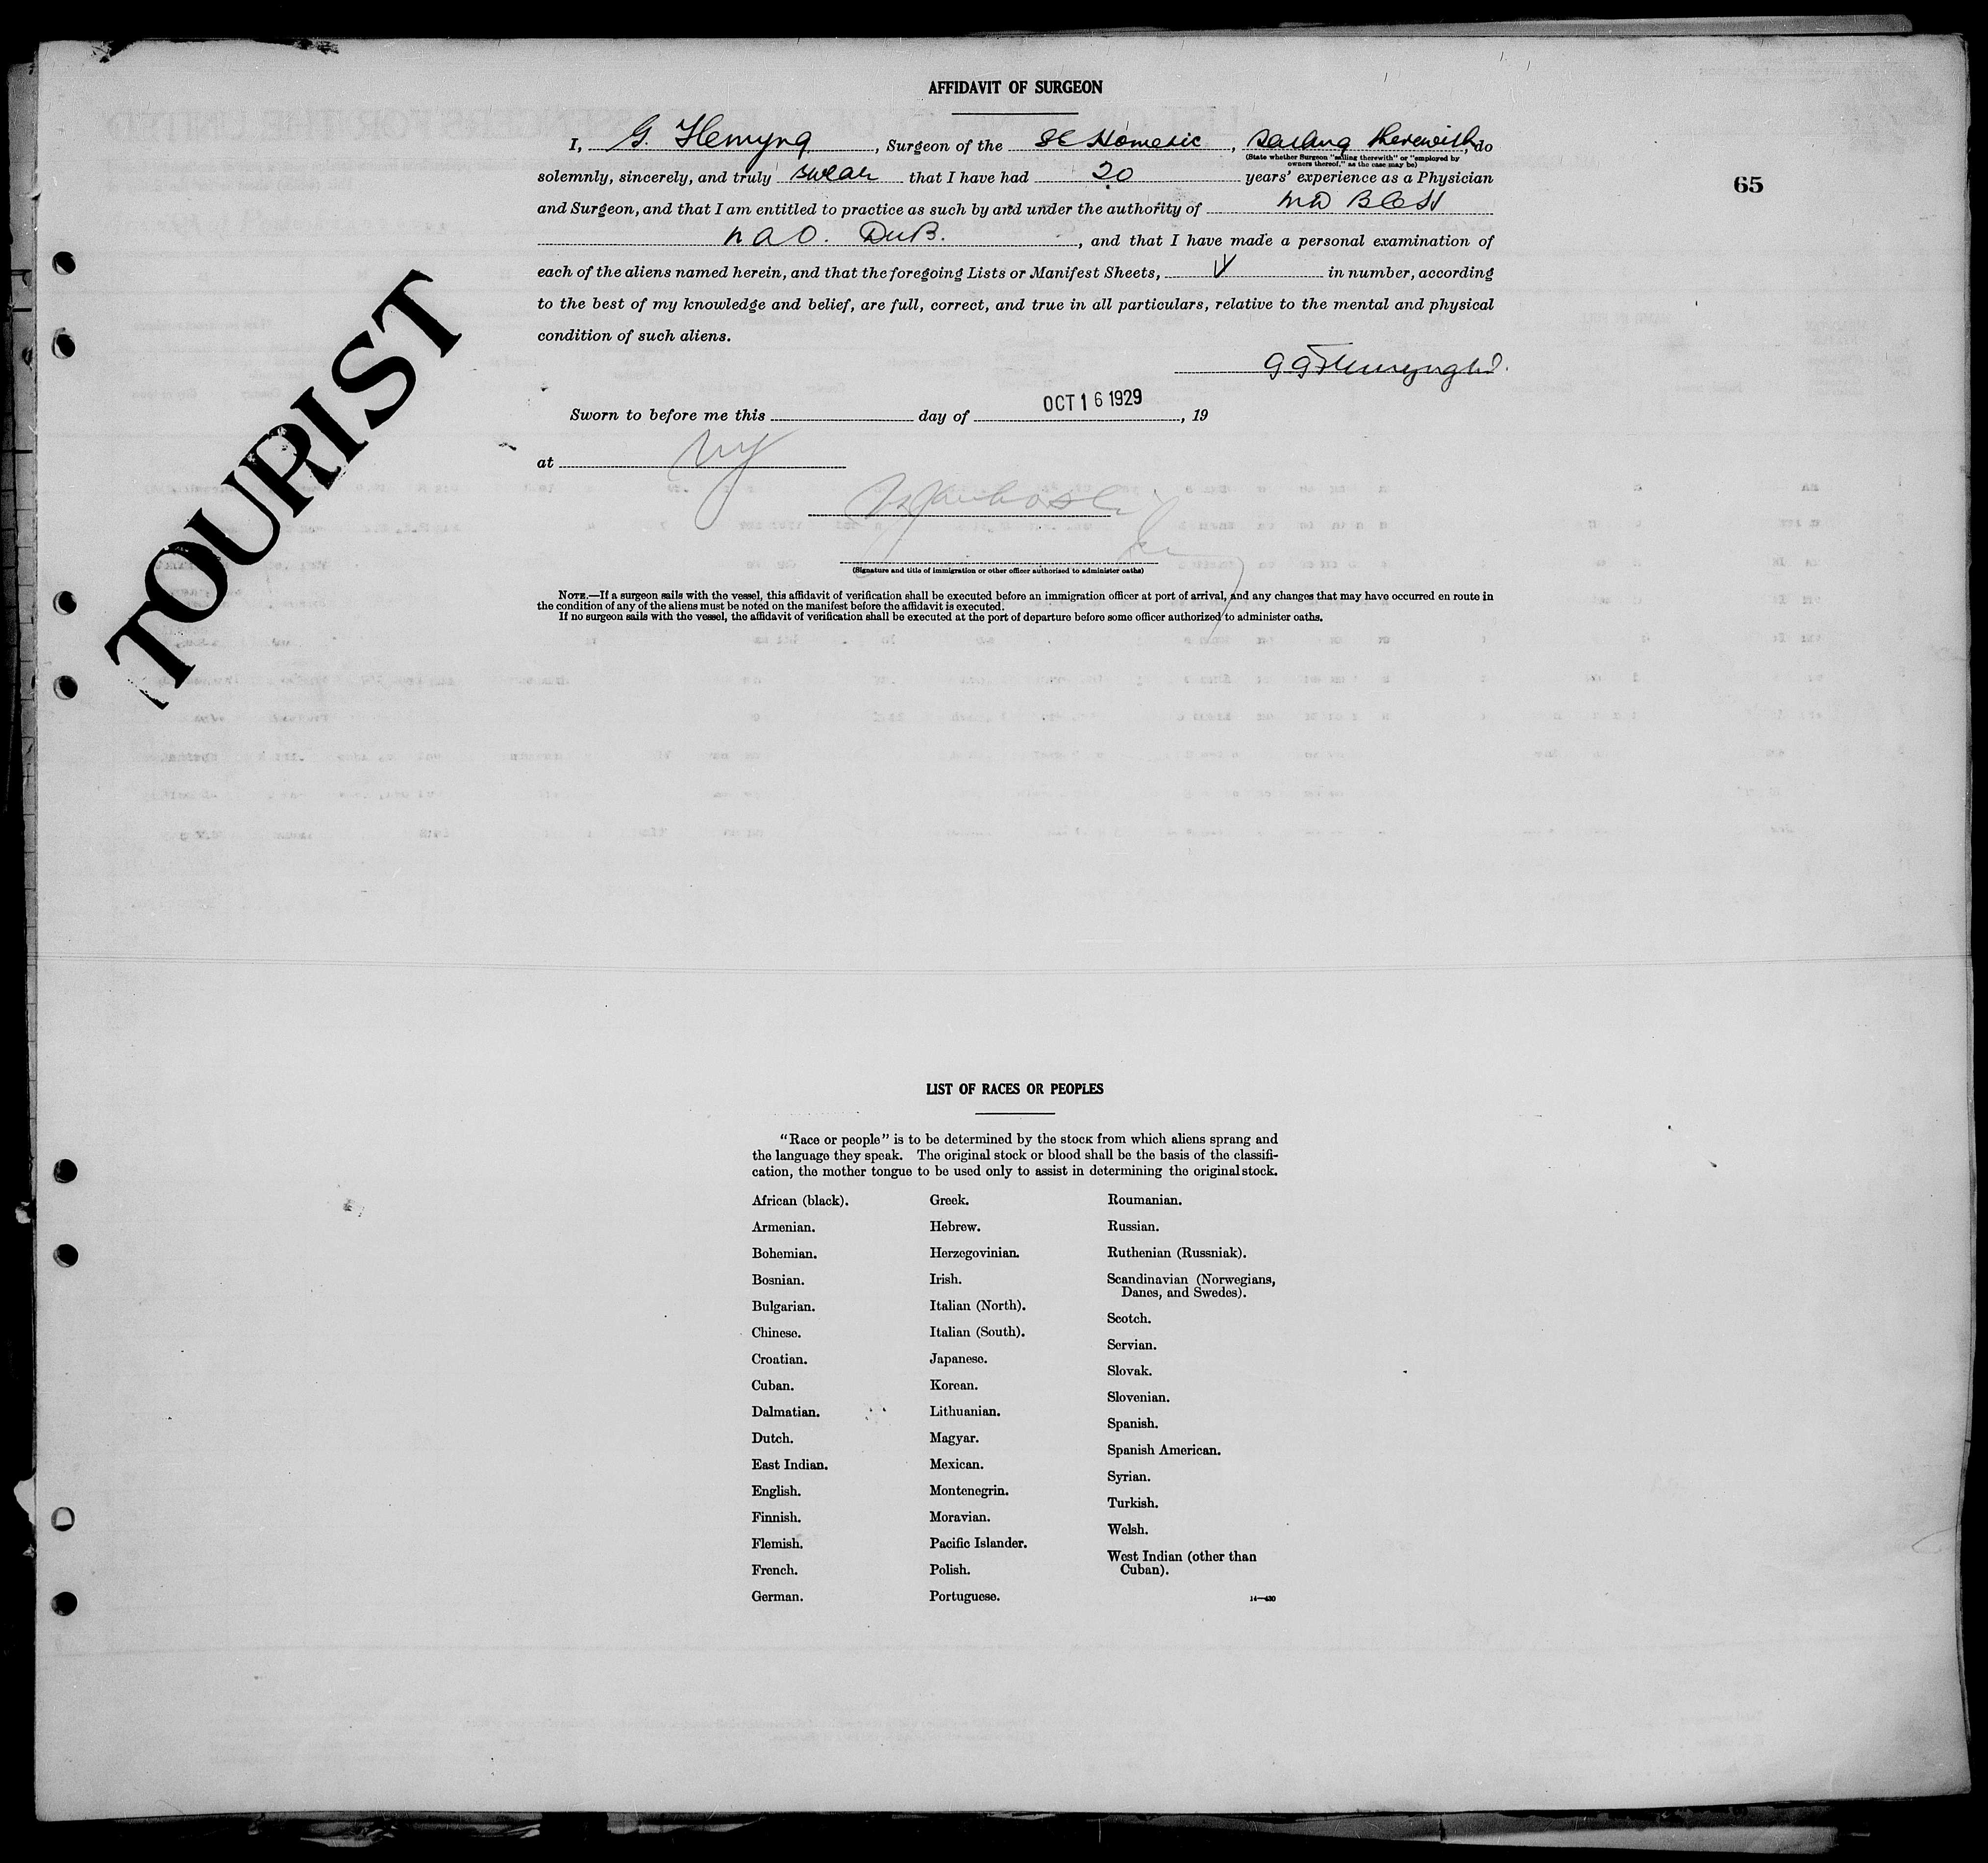 AFFIDAVIT OF SURGEON
65
I, G. Flemyng, Surgeon of the SS Homeric, sailing therewith, do
(State whether Surgeon "sailing therewith" or "employed by
owners thereof," as the case may be)
solemnly, sincerely, and truly swear that I have had 20 years' experience as a Physician
and Surgeon, and that I am entitled to practice as such by and under the authority of MD BCh
DuB. , and that I have made a personal examination of
each of the aliens named herein, and that the foregoing Lists or Manifest Sheets, V in number, according
to the best of my knowledge and belief, are full, correct, and true in all particulars, relative to the mental and physical
condition of such aliens.
TOURIST
Sworn to before me this day of OCT 16 1929, 19
at NY
(Signature and title of immigration or other officer authorized to administer oaths)
NOTE.—If a surgeon sails with the vessel, this affidavit of verification shall be executed before an immigration officer at port of arrival, and any changes that may have occurred en route in
the condition of any of the aliens must be noted on the manifest before the affidavit is executed.
If no surgeon sails with the vessel, the affidavit of verification shall be executed at the port of departure before some officer authorized to administer oaths.
LIST OF RACES OR PEOPLES
"Race or people" is to be determined by the stock from which aliens sprang and
the language they speak. The original stock or blood shall be the basis of the classifi-
cation, the mother tongue to be used only to assist in determining the original stock.
African (black).
Armenian.
Bohemian.
Bosnian.
Bulgarian.
Chinese.
Croatian.
Cuban.
Dalmatian.
Dutch.
East Indian.
English.
Finnish.
Flemish.
French.
German.
Greek.
Hebrew.
Herzegovinian.
Irish.
Italian (North).
Italian (South).
Japanese.
Korean.
Lithuanian.
Magyar.
Mexican.
Montenegrin.
Moravian.
Pacific Islander.
Polish.
Portuguese.
Roumanian.
Russian.
Ruthenian (Russniak).
Scandinavian (Norwegians,
Danes, and Swedes).
Scotch.
Servian.
Slovak.
Slovenian.
Spanish.
Spanish American.
Syrian.
Turkish.
Welsh.
West Indian (other than
Cuban).
14—430